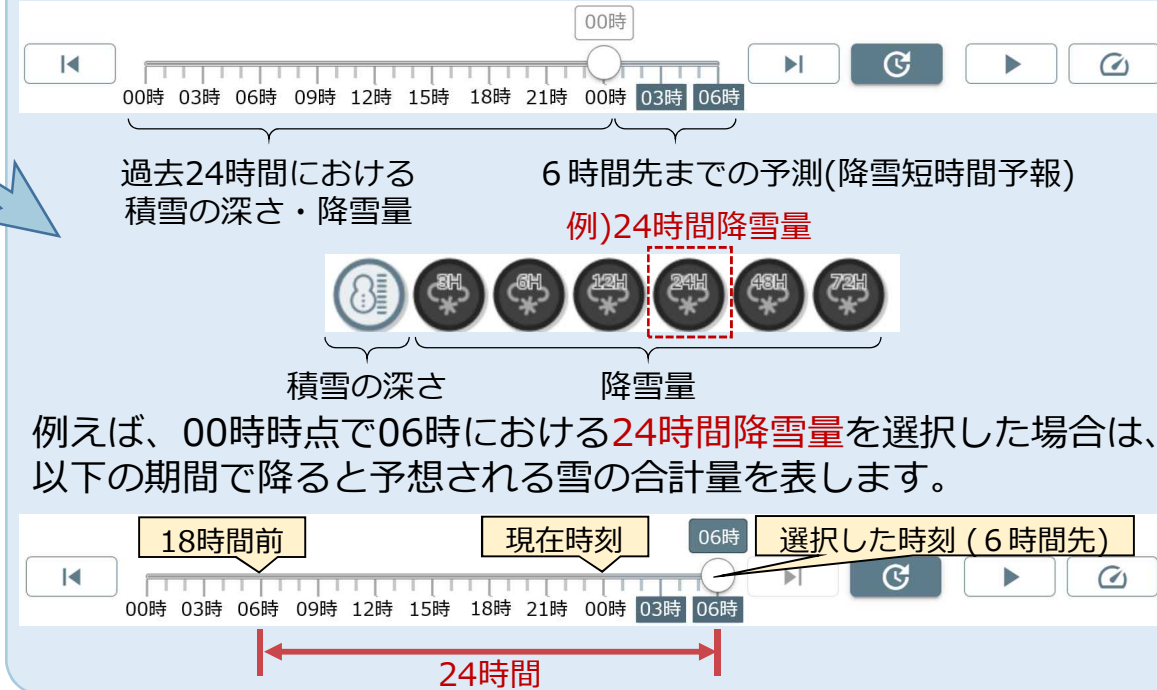 00時
00時 03時 06時 09時 12時 15時 18時 21時 00時 03時 06時
過去24時間における
積雪の深さ・降雪量
６時間先までの予測(降雪短時間予報)
例)24時間降雪量
3H 6H 12H 24H 48H 72H
積雪の深さ 降雪量
例えば、00時時点で06時における24時間降雪量を選択した場合は、
以下の期間で降ると予想される雪の合計量を表します。
18時間前 現在時刻 06時 選択した時刻 (６時間先)
00時 03時 06時 09時 12時 15時 18時 21時 00時 03時 06時
24時間